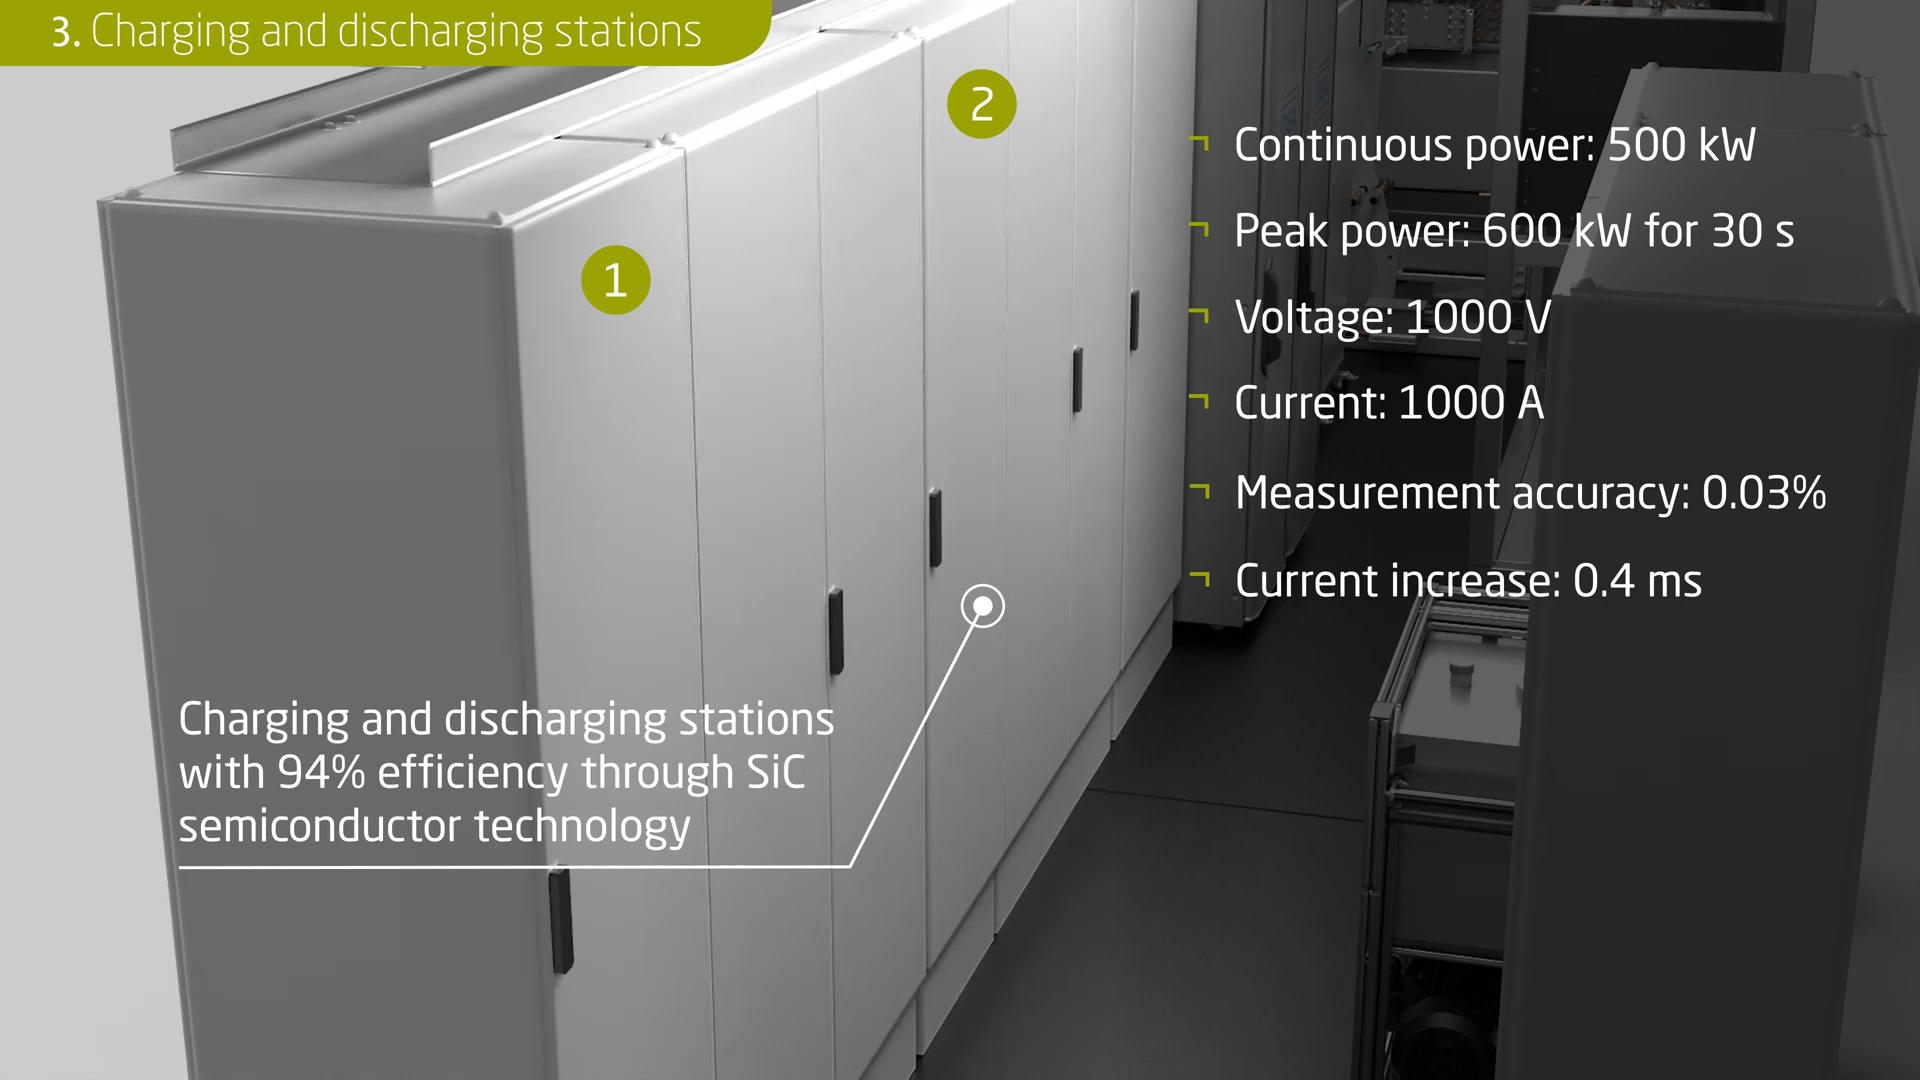 3. Charging and discharging stations
1
2
Continuous power: 500 kW
Peak power: 600 kW for 30 s
Voltage: 1000 V
Current: 1000 A
Measurement accuracy: 0.03%
Current increase: 0.4 ms
Charging and discharging stations
with 94% efficiency through SiC
semiconductor technology